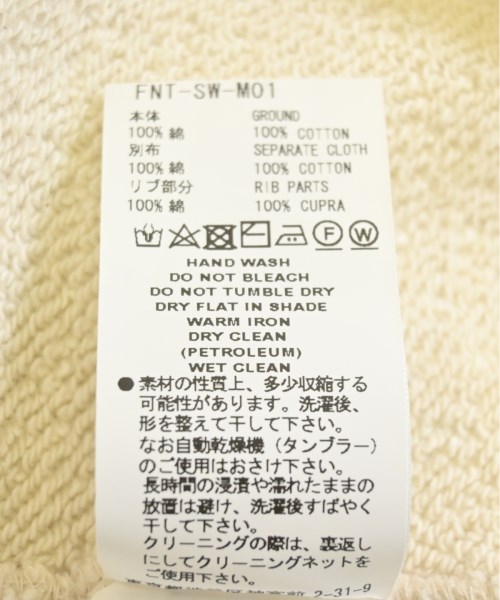 FNT-SW-M01
本体 GROUND
100% 綿 100% COTTON
別布 SEPARATE CLOTH
100% 綿 100% COTTON
リブ部分 RIB PARTS
100% 綿 100% CUPRA
F W
HAND WASH
DO NOT BLEACH
DO NOT TUMBLE DRY
DRY FLAT IN SHADE
WARM IRON
DRY CLEAN
(PETROLEUM)
WET CLEAN
●素材の性質上、多少収縮する
可能性があります。洗濯後、
形を整えて干して下さい。
なお自動乾燥機（タンブラー）
のご使用はおさけ下さい。
長時間の浸漬や濡れたままの
放置は避け、洗濯後すばやく
干して下さい。
クリーニングの際は、裏返し
にしてクリーニングネットを
ご使用下さい。
2-31-9